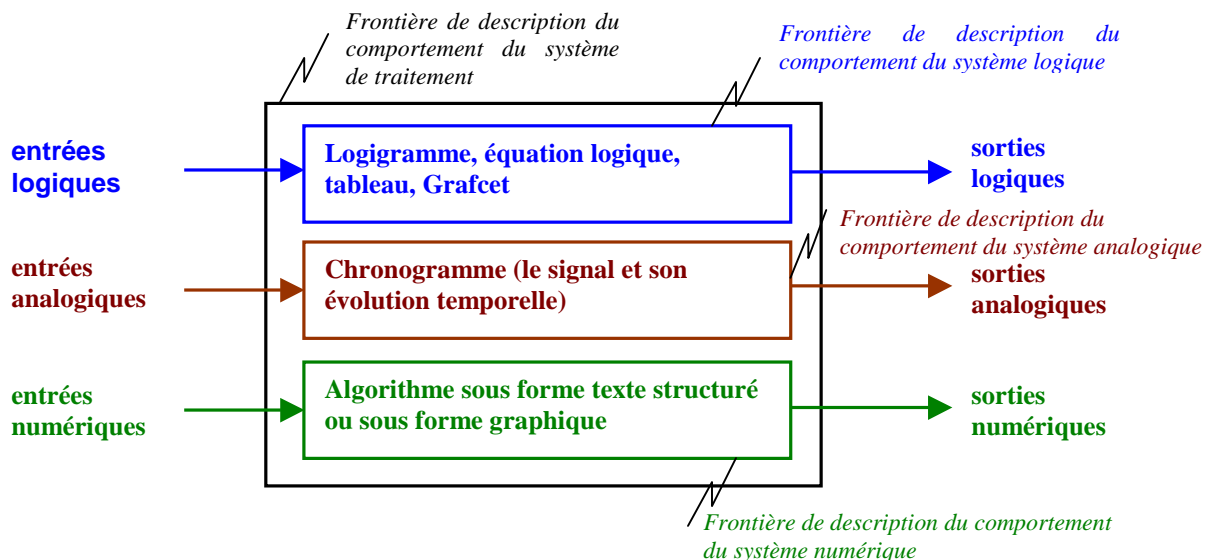 Frontière de description du
comportement du système
de traitement
Frontière de description du
comportement du système logique
entrées
logiques
Logigramme, équation logique,
tableau, Grafcet
sorties
logiques
Frontière de description du
comportement du système analogique
entrées
analogiques
Chronogramme (le signal et son
évolution temporelle)
sorties
analogiques
entrées
numériques
Algorithme sous forme texte structuré
ou sous forme graphique
sorties
numériques
Frontière de description du comportement
du système numérique